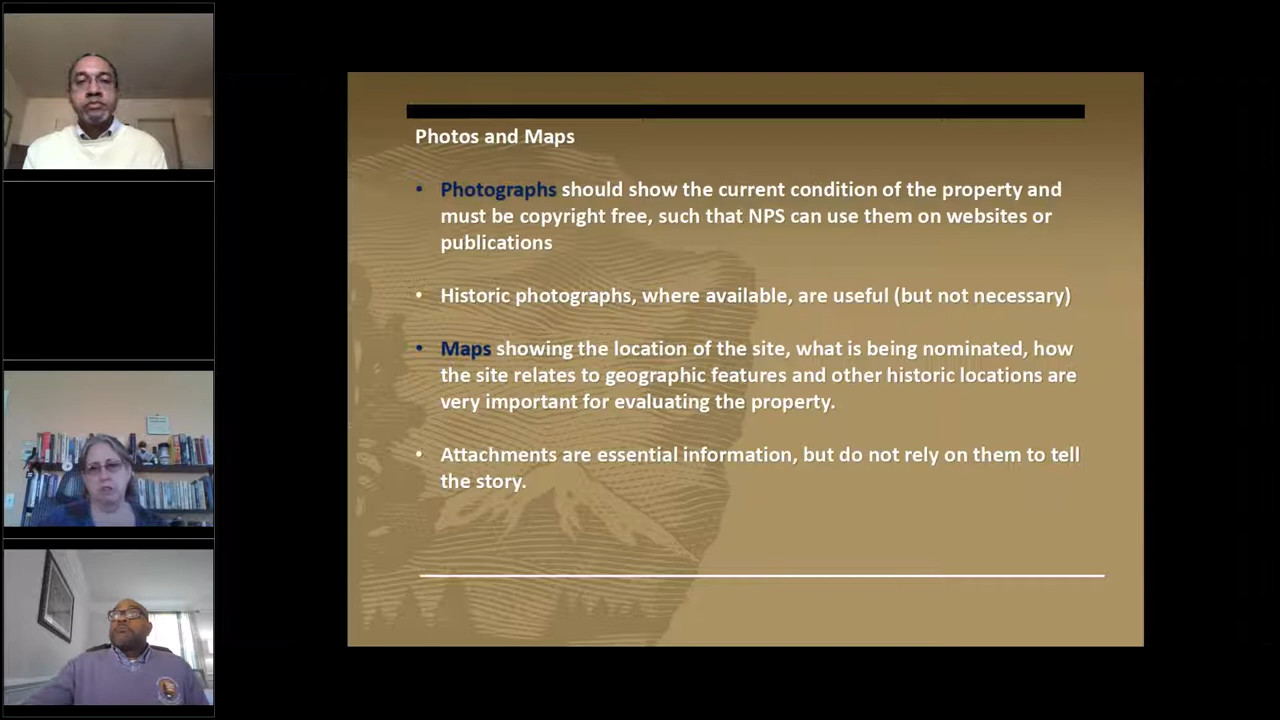 Photos and Maps
• Photographs should show the current condition of the property and
must be copyright free, such that NPS can use them on websites or
publications
• Historic photographs, where available, are useful (but not necessary)
• Maps showing the location of the site, what is being nominated, how
the site relates to geographic features and other historic locations are
very important for evaluating the property.
• Attachments are essential information, but do not rely on them to tell
the story.